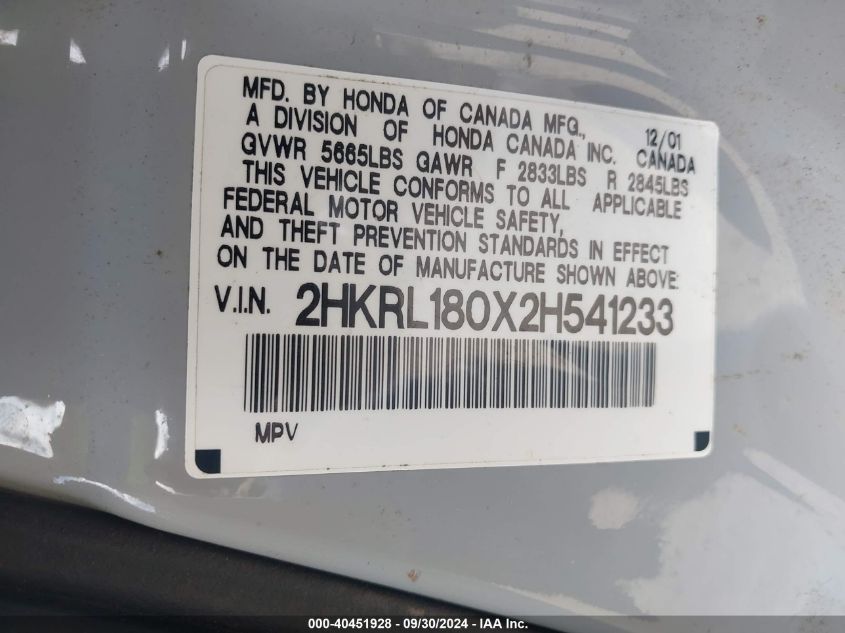 MFD. BY HONDA OF CANADA MFG., 12/01
A DIVISION OF HONDA CANADA INC. CANADA
GVWR 5665LBS GAWR F 2833LBS R 2845LBS
THIS VEHICLE CONFORMS TO ALL APPLICABLE
FEDERAL MOTOR VEHICLE SAFETY,
AND THEFT PREVENTION STANDARDS IN EFFECT
ON THE DATE OF MANUFACTURE SHOWN ABOVE.
V.I.N. 2HKRL180X2H541233
MPV
000-40451928 - 09/30/2024 - IAA Inc.